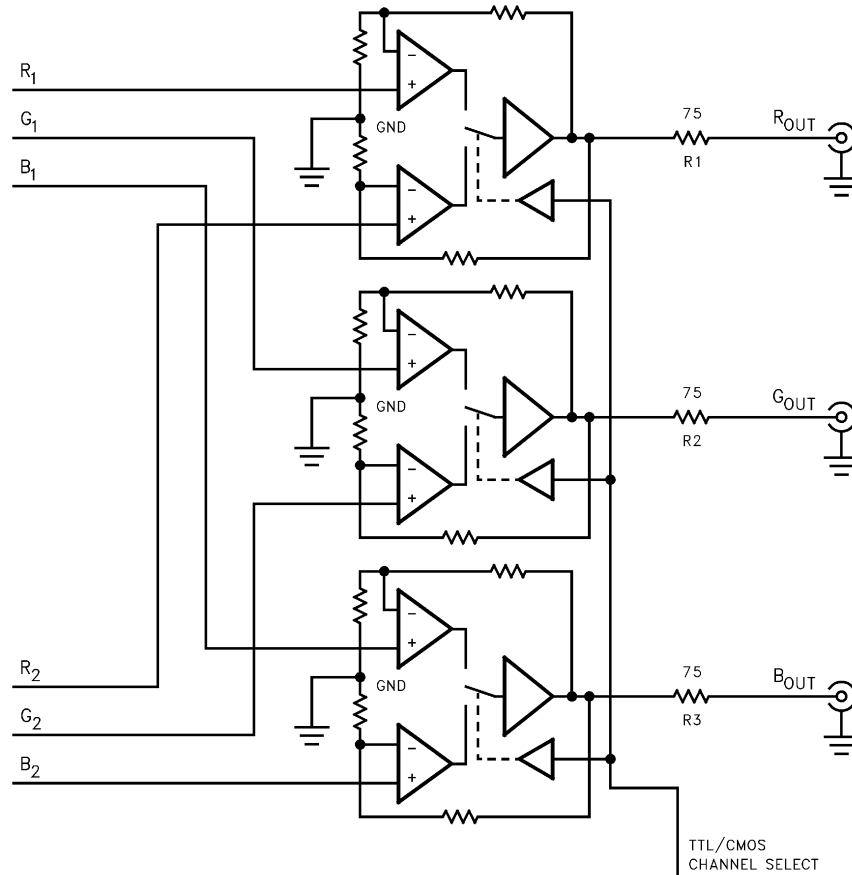 R1
G1
B1
GND
75
R1
ROUT
GND
75
R2
GOUT
R2
G2
B2
GND
75
R3
BOUT
TTL/CMOS
CHANNEL SELECT